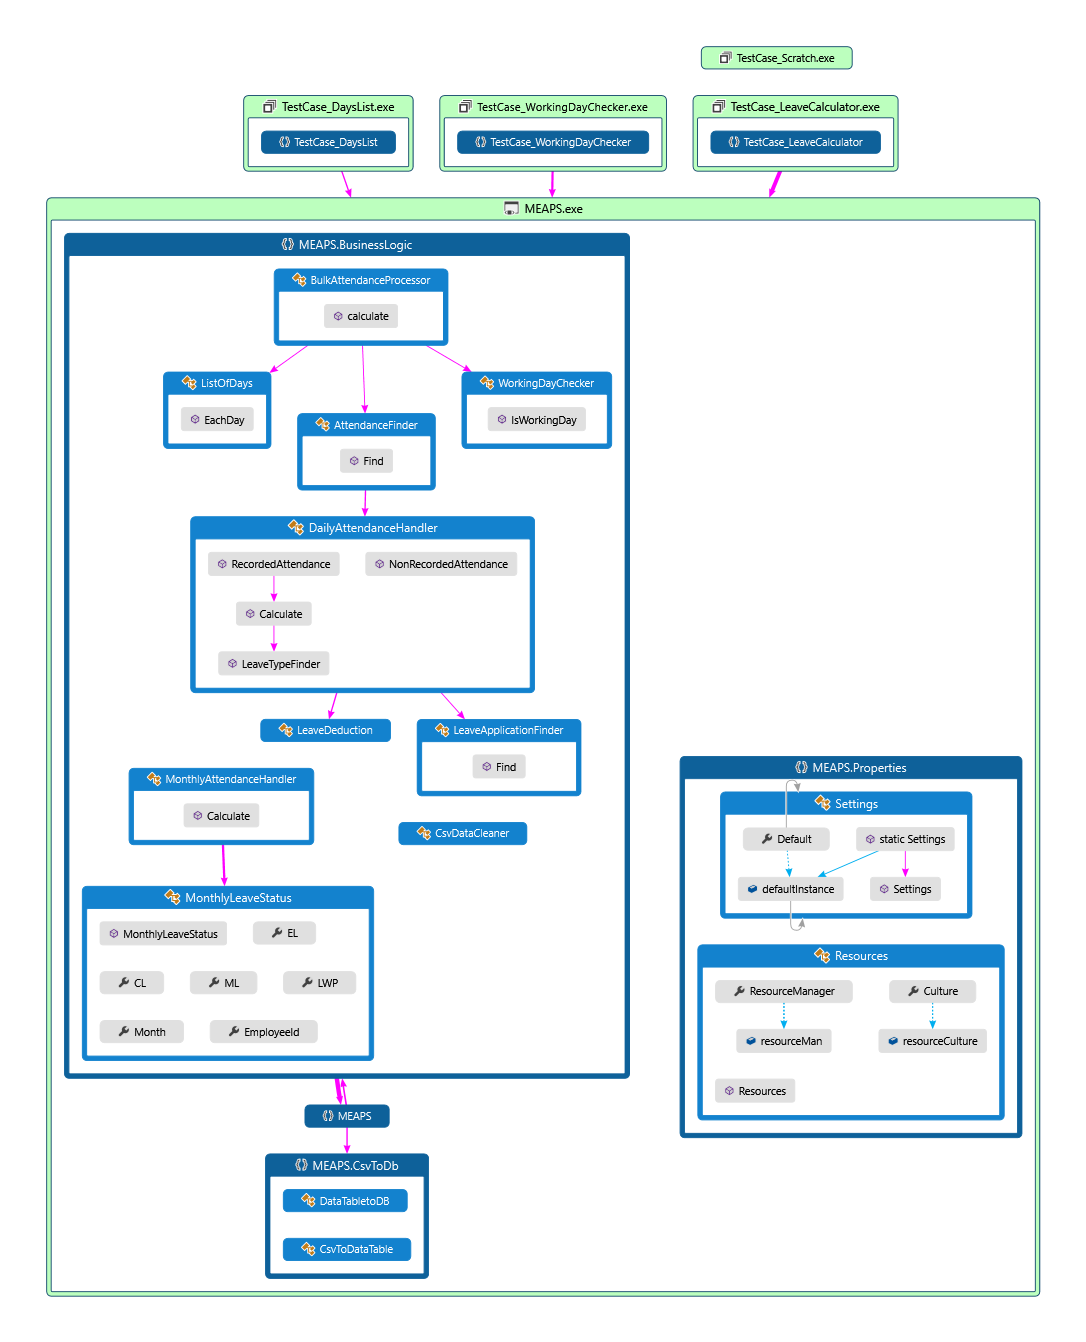 TestCase_Scratch.exe
TestCase_DaysList.exe
TestCase_WorkingDayChecker.exe
TestCase_LeaveCalculator.exe
TestCase_DaysList
TestCase_WorkingDayChecker
TestCase_LeaveCalculator
MEAPS.exe
MEAPS.BusinessLogic
BulkAttendanceProcessor
calculate
ListOfDays
EachDay
WorkingDayChecker
IsWorkingDay
AttendanceFinder
Find
DailyAttendanceHandler
RecordedAttendance
NonRecordedAttendance
Calculate
LeaveTypeFinder
LeaveDeduction
LeaveApplicationFinder
Find
MonthlyAttendanceHandler
Calculate
CsvDataCleaner
MonthlyLeaveStatus
MonthlyLeaveStatus
EL
CL
ML
LWP
Month
EmployeeId
MEAPS
MEAPS.CsvToDb
DataTabletoDB
CsvToDataTable
MEAPS.Properties
Settings
Default
static Settings
defaultInstance
Settings
Resources
ResourceManager
Culture
resourceMan
resourceCulture
Resources